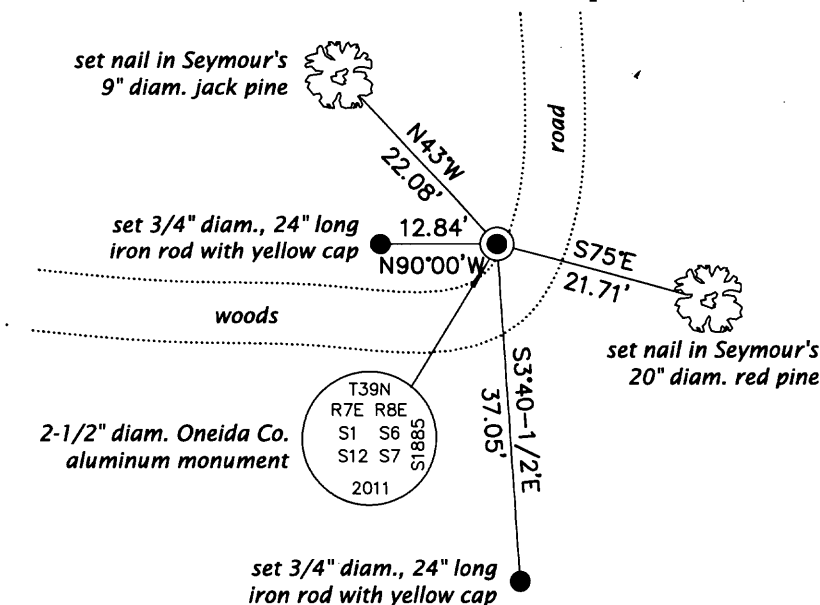 set nail in Seymour's
9" diam. jack pine
road
N43°W
22.08'
set 3/4" diam., 24" long
iron rod with yellow cap
12.84'
N90°00'W
S75°E
21.71'
woods
set nail in Seymour's
20" diam. red pine
S3°40-1/2'E
37.05'
2-1/2" diam. Oneida Co.
aluminum monument
T39N
R7E R8E
S1 S6
S12 S7
S1885
2011
set 3/4" diam., 24" long
iron rod with yellow cap